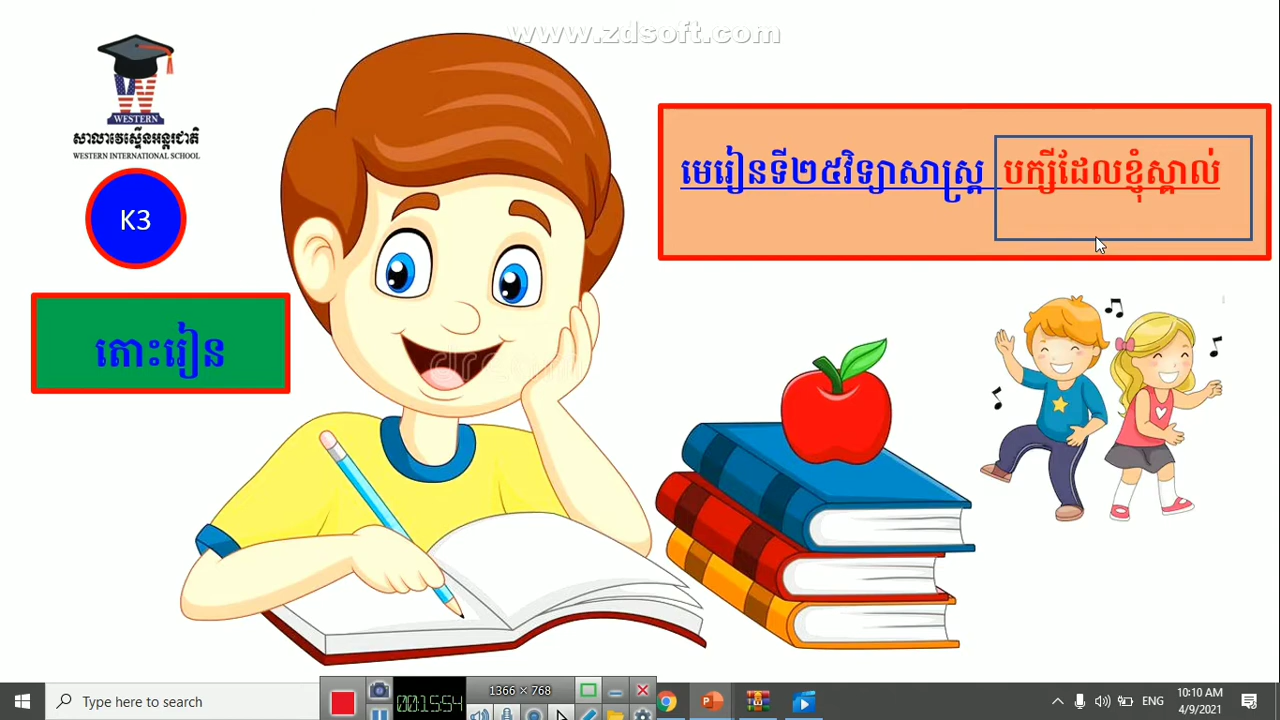 www.zdsoft.com
WESTERN
សាលាវេស្ទើនអន្តរជាតិ
WESTERN INTERNATIONAL SCHOOL
K3
មេរៀនទី២៥វិទ្យាសាស្ត្រ បក្សីដែលខ្ញុំស្គាល់
តោះរៀន
Type here to search
00:15:54
1366 × 768
ENG
10:10 AM
4/9/2021